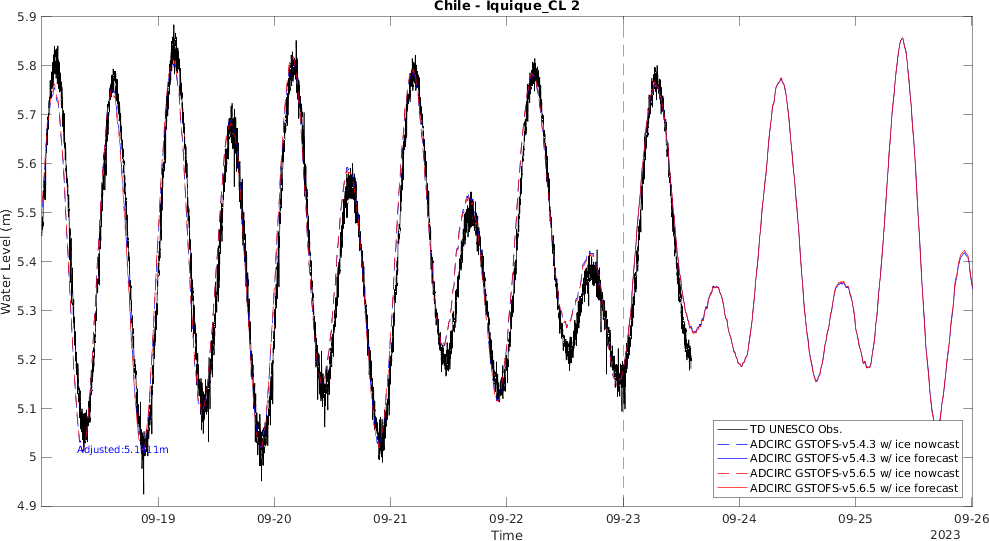 Chile - Iquique_CL 2
Water Level (m)
5.9
5.8
5.7
5.6
5.5
5.4
5.3
5.2
5.1
5
4.9
TD UNESCO Obs.
ADCIRC GSTOFS-v5.4.3 w/ ice nowcast
ADCIRC GSTOFS-v5.4.3 w/ ice forecast
ADCIRC GSTOFS-v5.6.5 w/ ice nowcast
ADCIRC GSTOFS-v5.6.5 w/ ice forecast
09-19 09-20 09-21 09-22 09-23 09-24 09-25 09-26
Time
2023